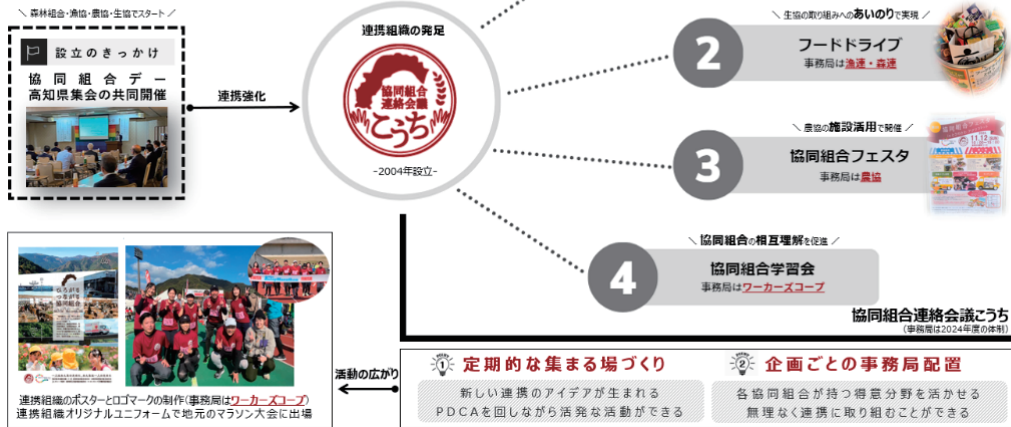 ＼ 森林組合・漁協・農協・生協でスタート ／
設立のきっかけ
協同組合デー
高知県集会の共同開催
連携強化
連携組織の発足
協同組合
連絡会議
こうち
-2004年設立-
＼ 生協の取り組みへのあいのりで実現 ／
2
フードドライブ
事務局は漁連・森連
＼ 農協の施設活用で開催 ／
3
協同組合フェスタ
事務局は農協
＼ 協同組合の相互理解を促進 ／
4
協同組合学習会
事務局はワーカーズコープ
協同組合連絡会議こうち
(事務局は2024年度の体制)
1 定期的な集まる場づくり
新しい連携のアイデアが生まれる
PDCAを回しながら活発な活動ができる
2 企画ごとの事務局配置
各協同組合が持つ得意分野を活かせる
無理なく連携に取り組むことができる
活動の広がり
連携組織のポスターとロゴマークの制作(事務局はワーカーズコープ)
連携組織オリジナルユニフォームで地元のマラソン大会に出場